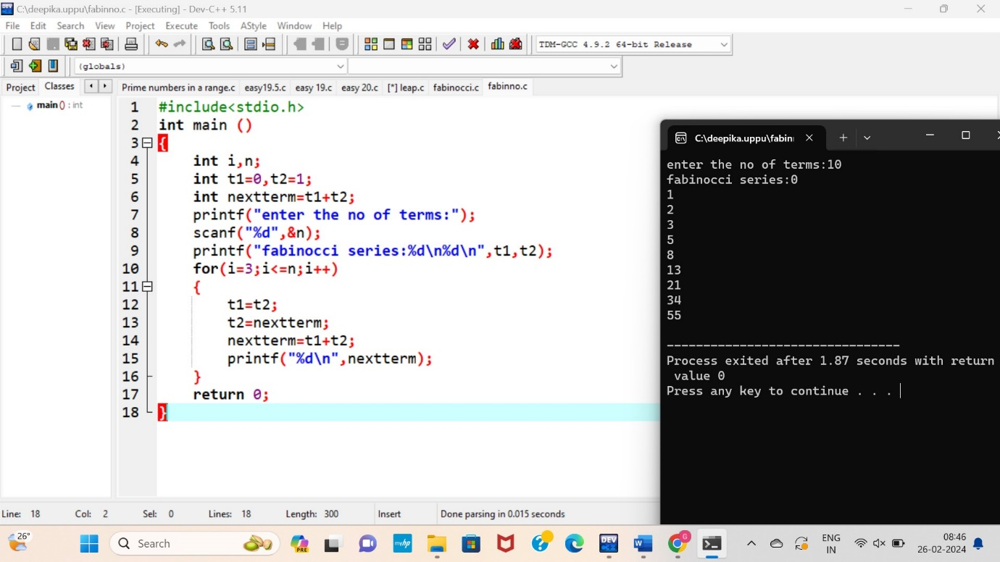 C:\deepika.uppu\fabinno.c - [Executing] - Dev-C++ 5.11
File Edit Search View Project Execute Tools AStyle Window Help
TDM-GCC 4.9.2 64-bit Release
(globals)
Project Classes Prime numbers in a range.c easy19.5.c easy 19.c easy 20.c [*] leap.c fabinocci.c fabinno.c
main () : int
1 #include<stdio.h>
2 int main ()
3 {
4 int i,n;
5 int t1=0,t2=1;
6 int nextterm=t1+t2;
7 printf("enter the no of terms:");
8 scanf("%d",&n);
9 printf("fabinocci series:%d\n%d\n",t1,t2);
10 for(i=3;i<=n;i++)
11 {
12 t1=t2;
13 t2=nextterm;
14 nextterm=t1+t2;
15 printf("%d\n",nextterm);
16 }
17 return 0;
18 }
C:\deepika.uppu\fabin
enter the no of terms:10
fabinocci series:0
1
2
3
5
8
13
21
34
55
--------------------------------
Process exited after 1.87 seconds with return
value 0
Press any key to continue . . .
Line: 18 Col: 2 Sel: 0 Lines: 18 Length: 300 Insert Done parsing in 0.015 seconds
26°
Search
PRE
myhp
DEV
W
G
ENG
IN
08:46
26-02-2024